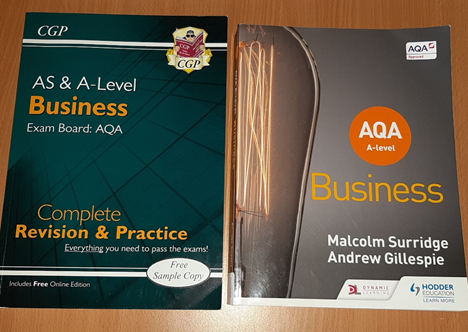 CGP
CGP
AS & A-Level
Business
Exam Board: AQA
Complete
Revision & Practice
Everything you need to pass the exams!
Free
Sample Copy
Includes Free Online Edition
AQA
Approved
AQA
A-level
Business
Malcolm Surridge
Andrew Gillespie
DL DYNAMIC
LEARNING
HODDER
EDUCATION
LEARN MORE